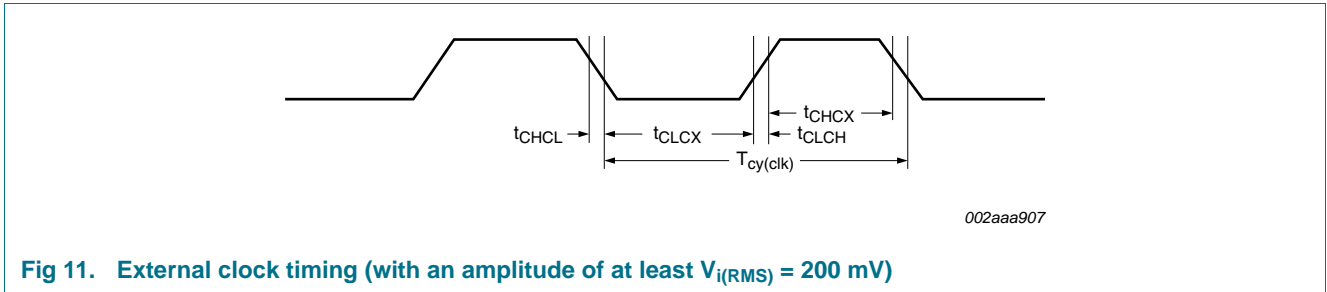 tCHCX
tCHCL tCLCX tCLCH
Tcy(clk)
002aaa907
Fig 11. External clock timing (with an amplitude of at least Vi(RMS) = 200 mV)